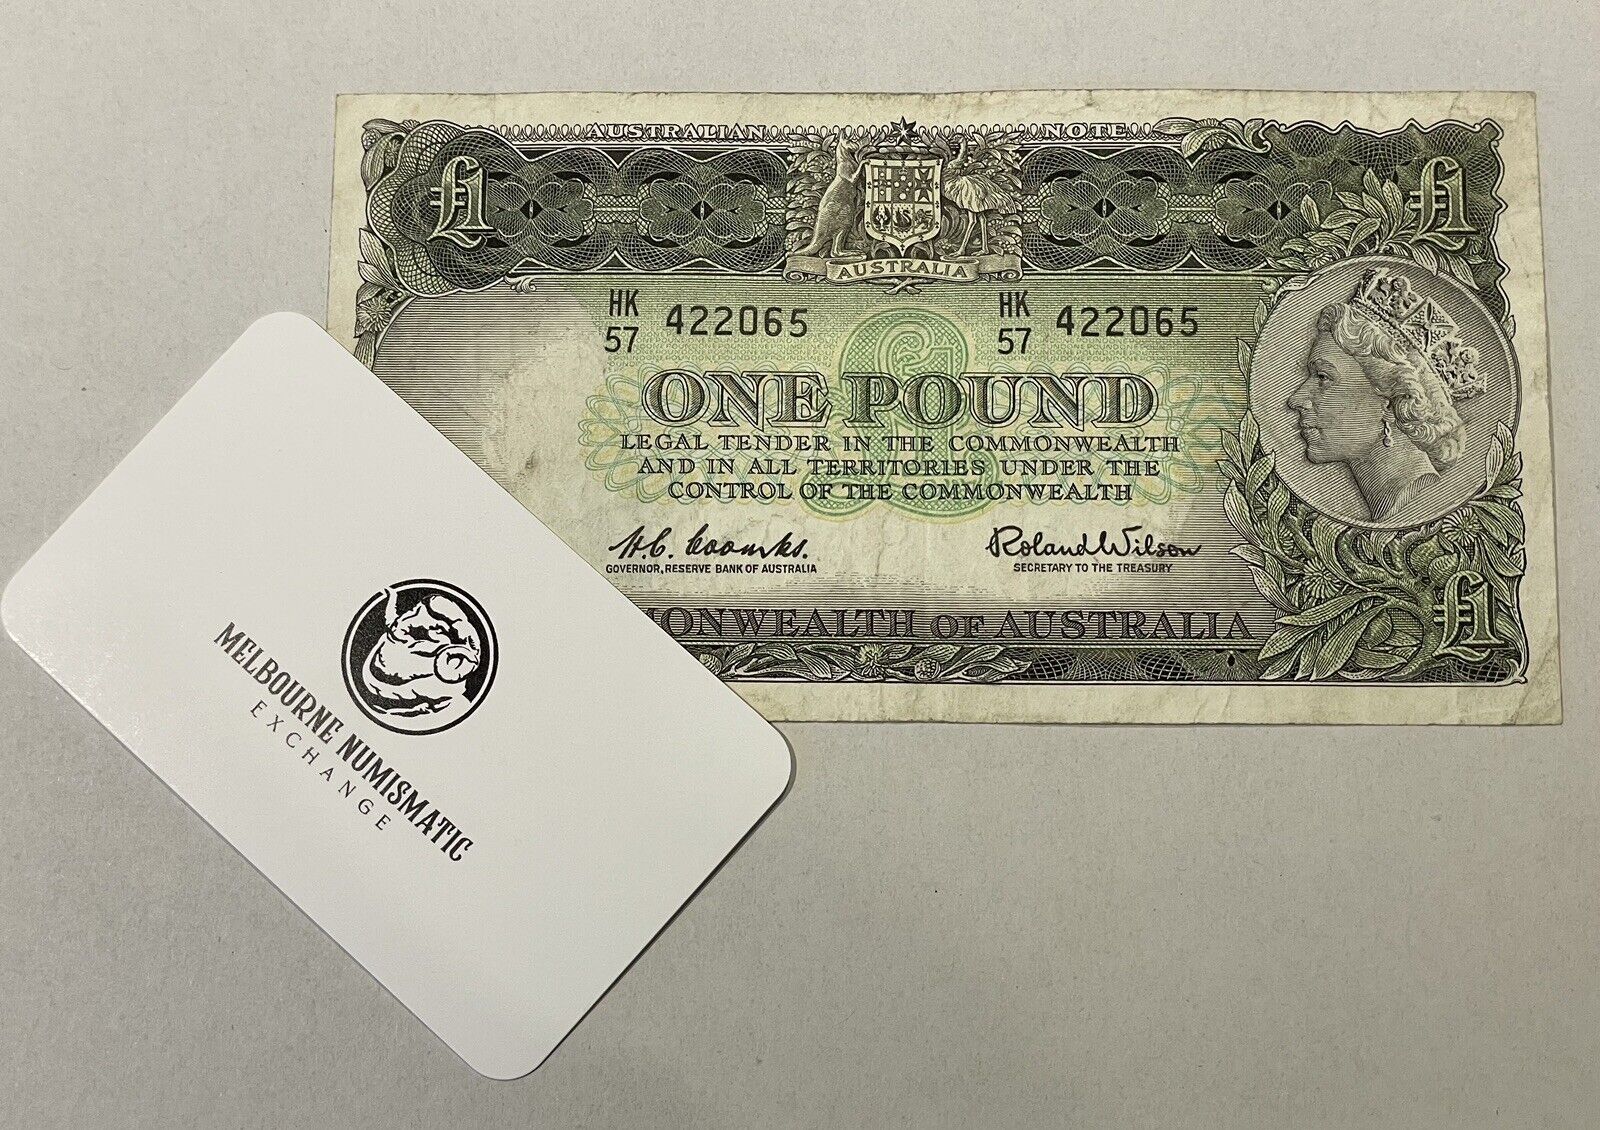 AUSTRALIAN NOTE
£1 £1
AUSTRALIA
HK 57 422065 HK 57 422065
ONE POUND
LEGAL TENDER IN THE COMMONWEALTH
AND IN ALL TERRITORIES UNDER THE
CONTROL OF THE COMMONWEALTH
H.C. Coombs. Roland Wilson
GOVERNOR, RESERVE BANK OF AUSTRALIA SECRETARY TO THE TREASURY
£1
MONWEALTH OF AUSTRALIA
MELBOURNE NUMISMATIC
EXCHANGE